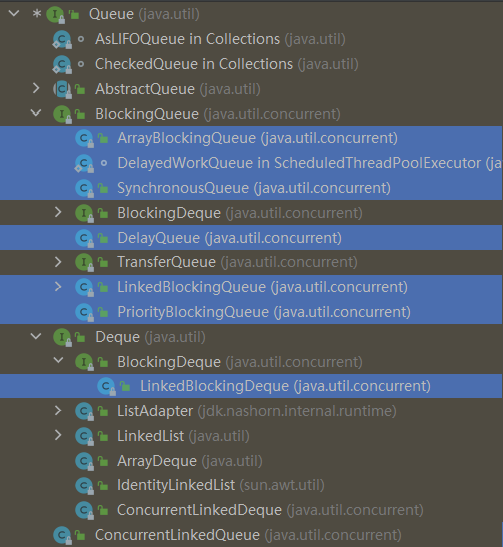 Queue (java.util)
AsLIFOQueue in Collections (java.util)
CheckedQueue in Collections (java.util)
AbstractQueue (java.util)
BlockingQueue (java.util.concurrent)
ArrayBlockingQueue (java.util.concurrent)
DelayedWorkQueue in ScheduledThreadPoolExecutor (ja
SynchronousQueue (java.util.concurrent)
BlockingDeque (java.util.concurrent)
DelayQueue (java.util.concurrent)
TransferQueue (java.util.concurrent)
LinkedBlockingQueue (java.util.concurrent)
PriorityBlockingQueue (java.util.concurrent)
Deque (java.util)
BlockingDeque (java.util.concurrent)
LinkedBlockingDeque (java.util.concurrent)
ListAdapter (jdk.nashorn.internal.runtime)
LinkedList (java.util)
ArrayDeque (java.util)
IdentityLinkedList (sun.awt.util)
ConcurrentLinkedDeque (java.util.concurrent)
ConcurrentLinkedQueue (java.util.concurrent)